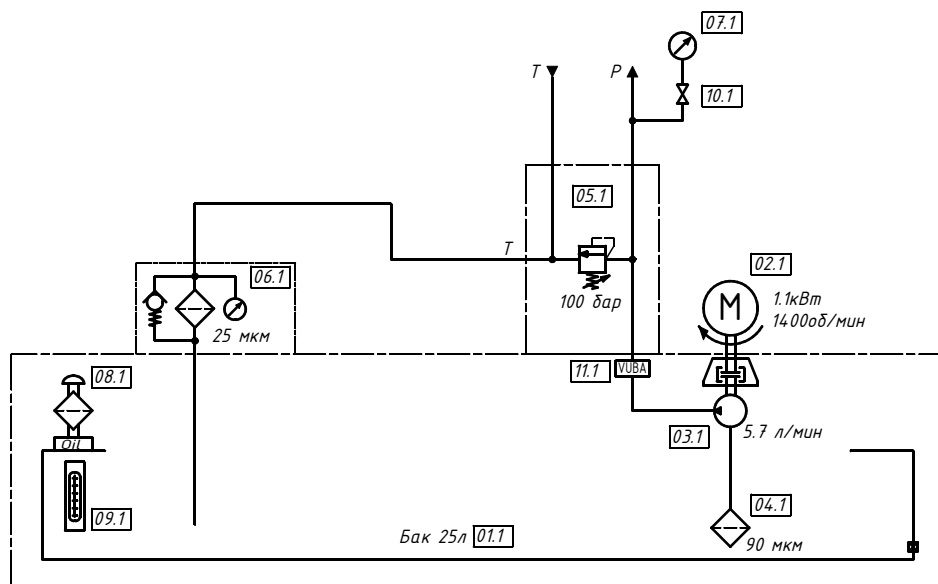 07.1
T
P
10.1
05.1
T
06.1
02.1
M
1.1кВт
100 бар
1400об/мин
25 мкм
11.1
VUBA
08.1
03.1
5.7 л/мин
Oil
04.1
09.1
Бак 25л 01.1
90 мкм